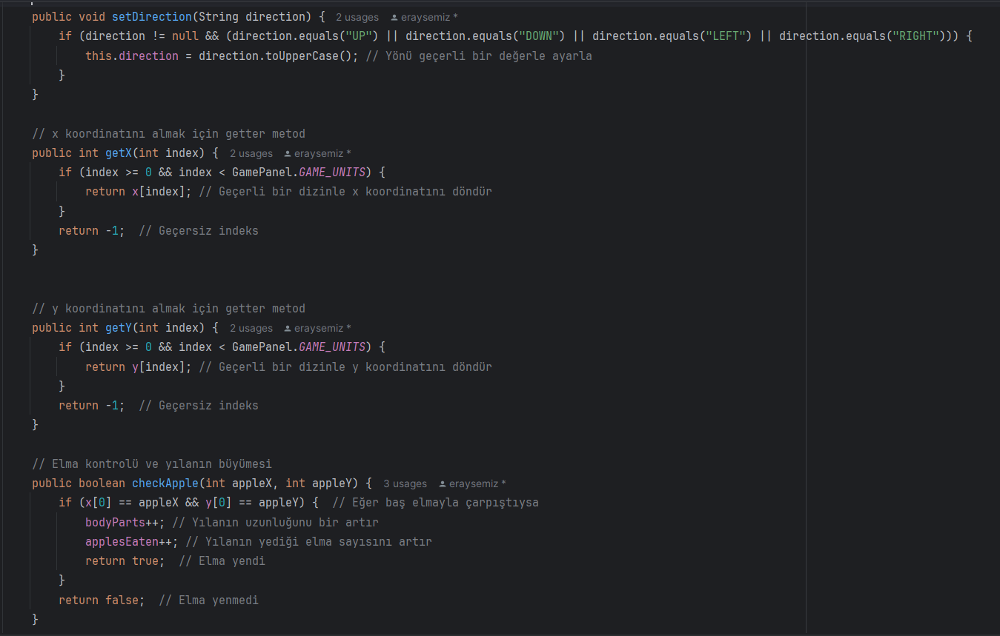 public void setDirection(String direction) { 2 usages eraysemiz *
if (direction != null && (direction.equals("UP") || direction.equals("DOWN") || direction.equals("LEFT") || direction.equals("RIGHT"))) {
this.direction = direction.toUpperCase(); // Yönü geçerli bir değerle ayarla
}
}
// x koordinatını almak için getter metod
public int getX(int index) { 2 usages eraysemiz *
if (index >= 0 && index < GamePanel.GAME_UNITS) {
return x[index]; // Geçerli bir dizinle x koordinatını döndür
}
return -1; // Geçersiz indeks
}
// y koordinatını almak için getter metod
public int getY(int index) { 2 usages eraysemiz *
if (index >= 0 && index < GamePanel.GAME_UNITS) {
return y[index]; // Geçerli bir dizinle y koordinatını döndür
}
return -1; // Geçersiz indeks
}
// Elma kontrolü ve yılanın büyümesi
public boolean checkApple(int appleX, int appleY) { 3 usages eraysemiz *
if (x[0] == appleX && y[0] == appleY) { // Eğer baş elmayla çarpıştıysa
bodyParts++; // Yılanın uzunluğunu bir artır
applesEaten++; // Yılanın yediği elma sayısını artır
return true; // Elma yendi
}
return false; // Elma yenmedi
}